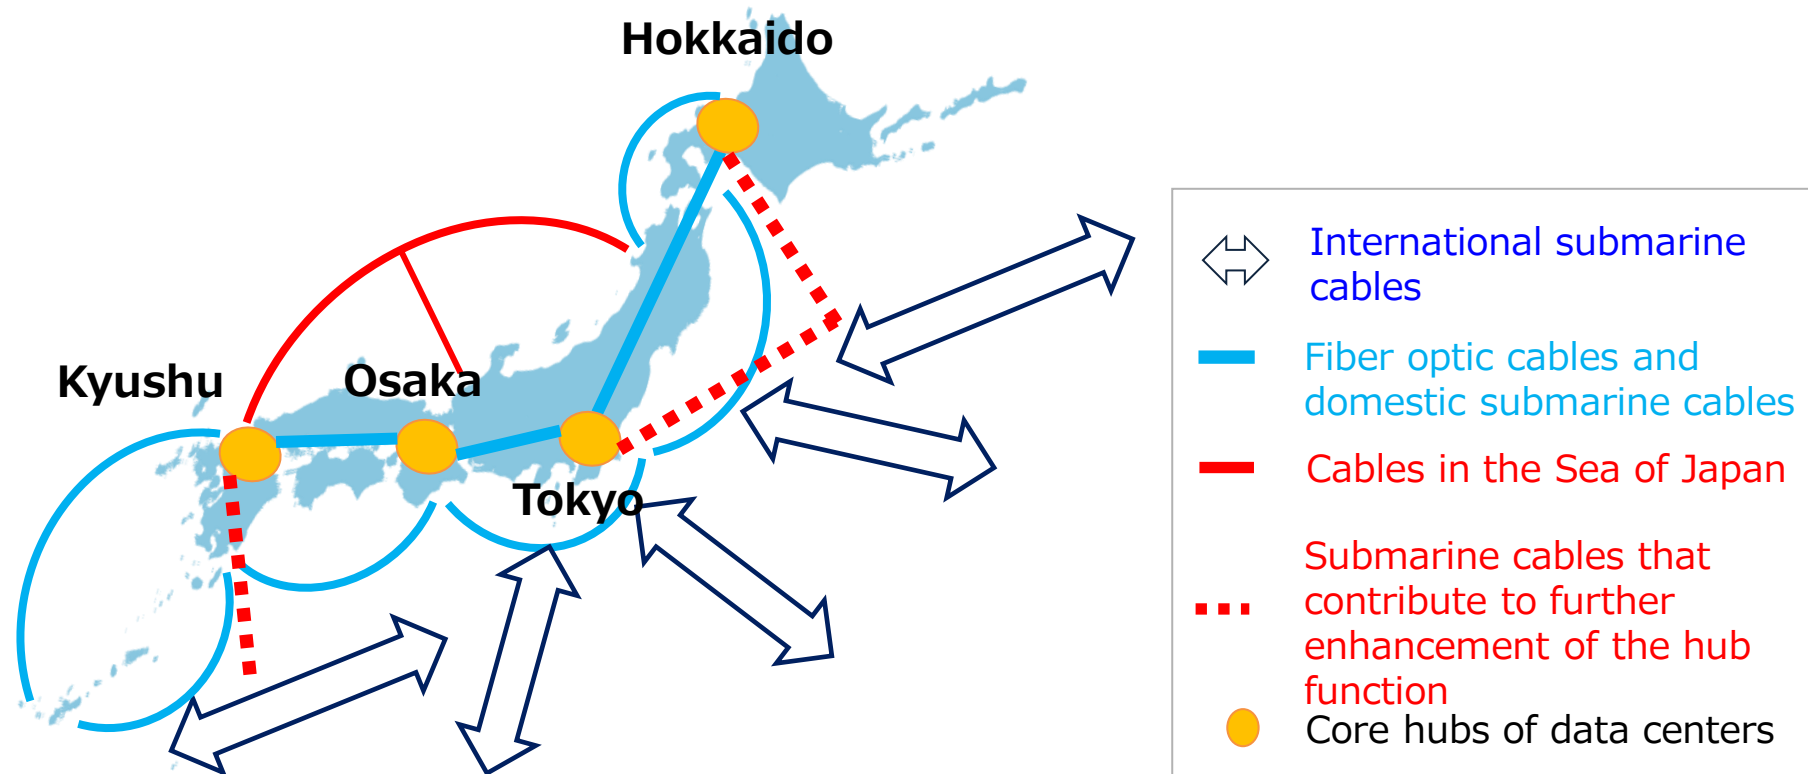 Hokkaido
Kyushu
Osaka
Tokyo
International submarine
cables
Fiber optic cables and
domestic submarine cables
Cables in the Sea of Japan
Submarine cables that
contribute to further
enhancement of the hub
function
Core hubs of data centers